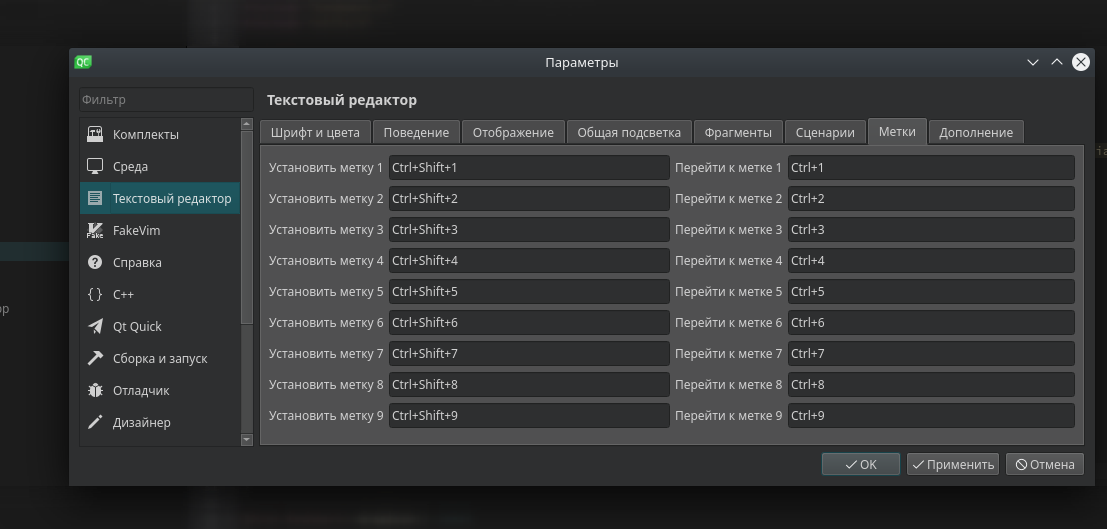 QC
Параметры
Фильтр
Комплекты
Среда
Текстовый редактор
FakeVim
Справка
C++
Qt Quick
Сборка и запуск
Отладчик
Дизайнер
Текстовый редактор
Шрифт и цвета Поведение Отображение Общая подсветка Фрагменты Сценарии Метки Дополнение
Установить метку 1 Ctrl+Shift+1 Перейти к метке 1 Ctrl+1
Установить метку 2 Ctrl+Shift+2 Перейти к метке 2 Ctrl+2
Установить метку 3 Ctrl+Shift+3 Перейти к метке 3 Ctrl+3
Установить метку 4 Ctrl+Shift+4 Перейти к метке 4 Ctrl+4
Установить метку 5 Ctrl+Shift+5 Перейти к метке 5 Ctrl+5
Установить метку 6 Ctrl+Shift+6 Перейти к метке 6 Ctrl+6
Установить метку 7 Ctrl+Shift+7 Перейти к метке 7 Ctrl+7
Установить метку 8 Ctrl+Shift+8 Перейти к метке 8 Ctrl+8
Установить метку 9 Ctrl+Shift+9 Перейти к метке 9 Ctrl+9
OK Применить Отмена